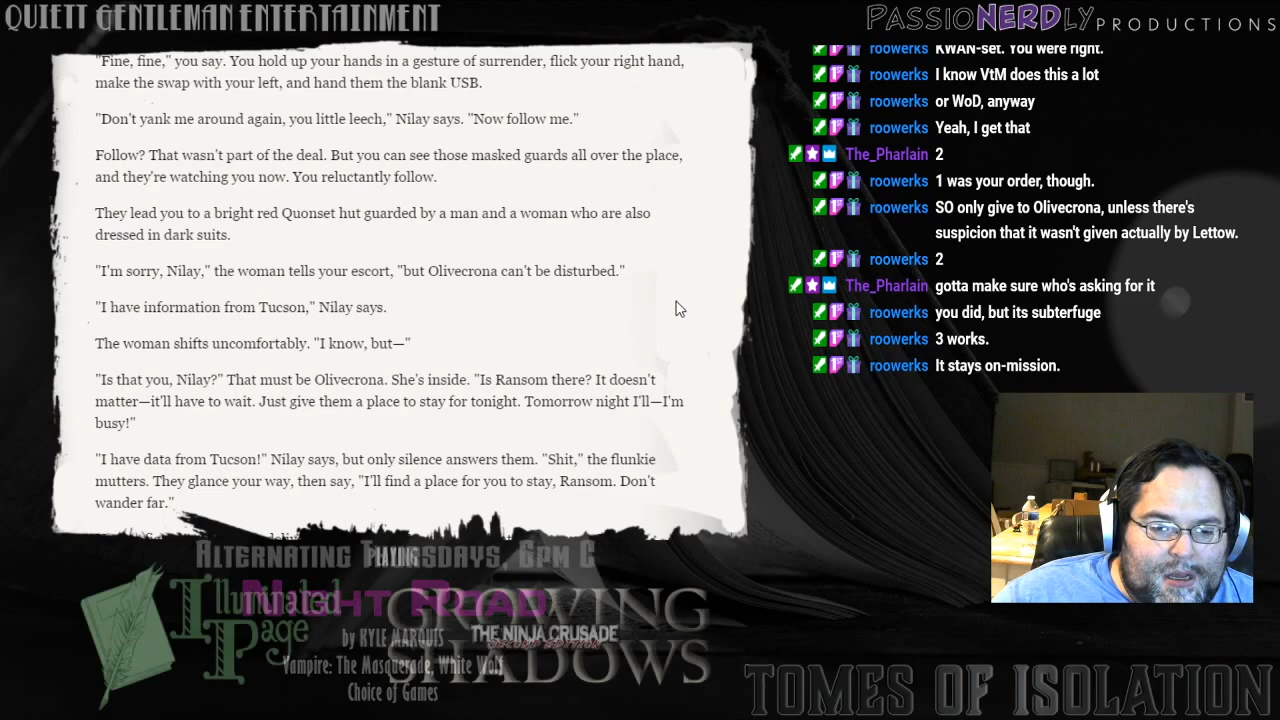 QUIETT GENTLEMAN ENTERTAINMENT
PASSIONERDLY PRODUCTIONS
"Fine, fine," you say. You hold up your hands in a gesture of surrender, flick your right hand,
make the swap with your left, and hand them the blank USB.
"Don't yank me around again, you little leech," Nilay says. "Now follow me."
Follow? That wasn't part of the deal. But you can see those masked guards all over the place,
and they're watching you now. You reluctantly follow.
They lead you to a bright red Quonset hut guarded by a man and a woman who are also
dressed in dark suits.
"I'm sorry, Nilay," the woman tells your escort, "but Olivecrona can't be disturbed."
"I have information from Tucson," Nilay says.
The woman shifts uncomfortably. "I know, but—"
"Is that you, Nilay?" That must be Olivecrona. She's inside. "Is Ransom there? It doesn't
matter—it'll have to wait. Just give them a place to stay for tonight. Tomorrow night I'll—I'm
busy!"
"I have data from Tucson!" Nilay says, but only silence answers them. "Shit," the flunkie
mutters. They glance your way, then say, "I'll find a place for you to stay, Ransom. Don't
wander far."
roowerks KWAN-set. You were right.
roowerks I know VtM does this a lot
roowerks or WoD, anyway
roowerks Yeah, I get that
The_Pharlain 2
roowerks 1 was your order, though.
roowerks SO only give to Olivecrona, unless there's
suspicion that it wasn't given actually by Lettow.
roowerks 2
The_Pharlain gotta make sure who's asking for it
roowerks you did, but its subterfuge
roowerks 3 works.
roowerks It stays on-mission.
ALTERNATING THURSDAYS, 6PM C
PLAYING
Illuminated
Page
NIGHT ROAD
GROWING
SHADOWS
THE NINJA CRUSADE
SECOND EDITION
by KYLE MARQUIS
Vampire: The Masquerade, White Wolf
Choice of Games
TOMES OF ISOLATION